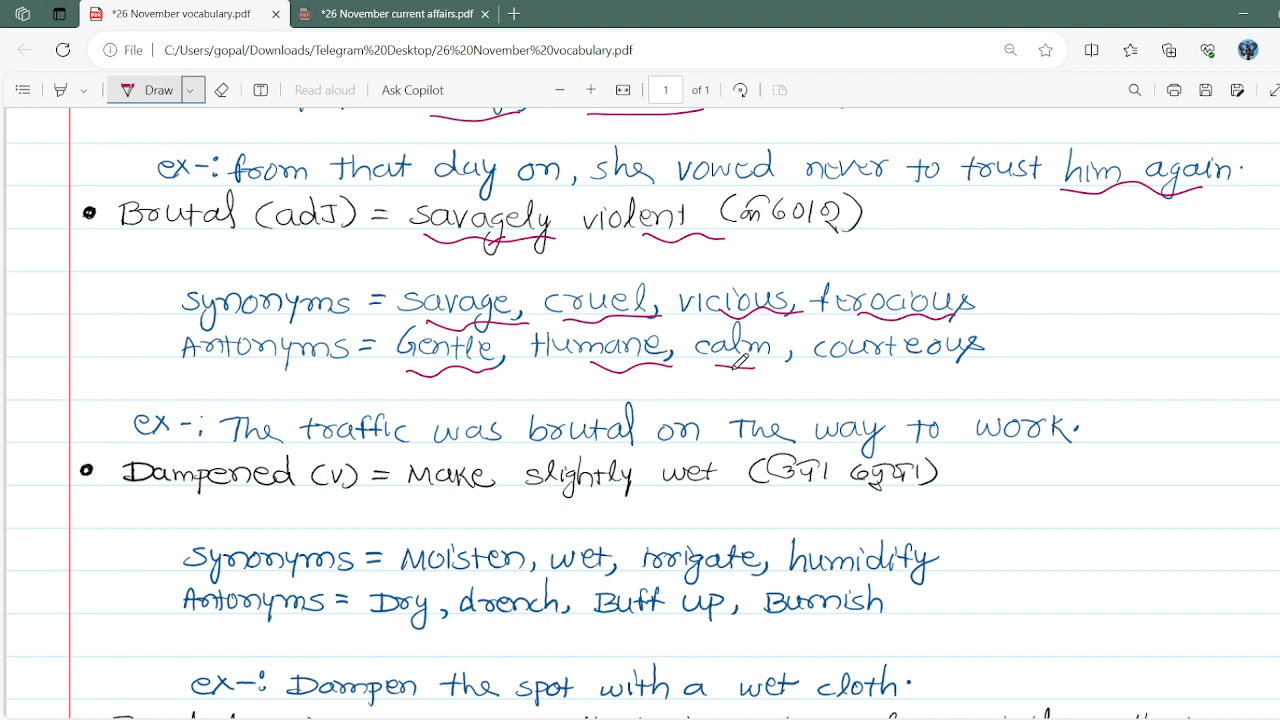 *26 November vocabulary.pdf
*26 November current affairs.pdf
File C:/Users/gopal/Downloads/Telegram%20Desktop/26%20November%20vocabulary.pdf
Draw Read aloud Ask Copilot 1 of 1
ex-: from that day on, she vowed never to trust him again.
• Brutal (adJ) = savagely violent (କଠୋର)
synonyms = savage, cruel, vicious, ferocious
Antonyms = Gentle, Humane, calm, courteous
ex-: The traffic was brutal on the way to work.
• Dampened (v) = Make slightly wet
synonyms = Moisten, wet, irrigate, humidify
Antonyms = Dry, drench, Buff up, Burnish
ex-: Dampen the spot with a wet cloth.